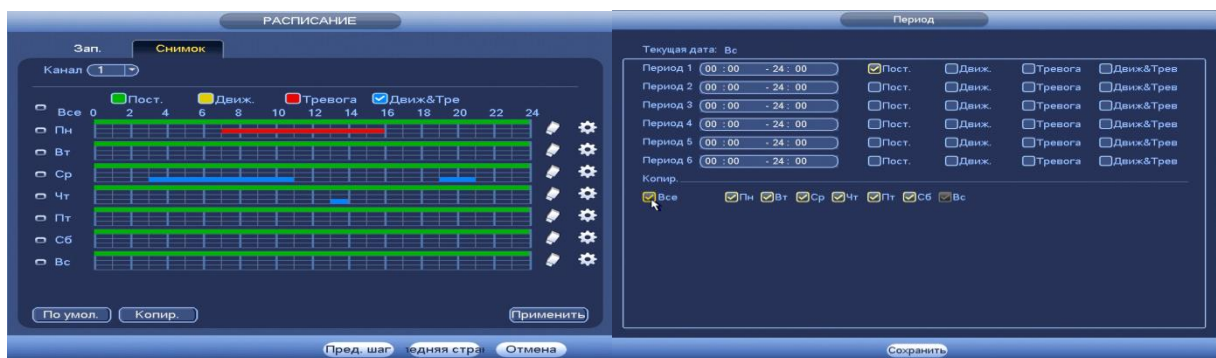 РАСПИСАНИЕ
Зап. Снимок
Канал 1
Пост. Движ. Тревога Движ&Тре
Все 0 2 4 6 8 10 12 14 16 18 20 22 24
Пн
Вт
Ср
Чт
Пт
Сб
Вс
По умол. Копир. Применить
Пред. шаг едняя стра Отмена
Период
Текущая дата: Вс
Период 1 00 :00 - 24 : 00 Пост. Движ. Тревога Движ&Трев
Период 2 00 :00 - 24 : 00 Пост. Движ. Тревога Движ&Трев
Период 3 00 :00 - 24 : 00 Пост. Движ. Тревога Движ&Трев
Период 4 00 :00 - 24 : 00 Пост. Движ. Тревога Движ&Трев
Период 5 00 :00 - 24 : 00 Пост. Движ. Тревога Движ&Трев
Период 6 00 :00 - 24 : 00 Пост. Движ. Тревога Движ&Трев
Копир.
Все Пн Вт Ср Чт Пт Сб Вс
Сохранить